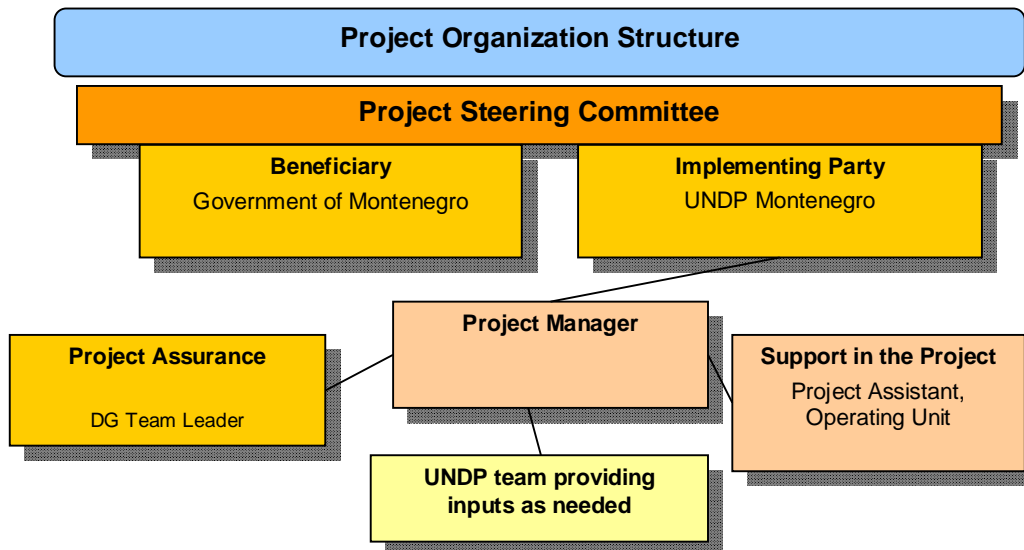 Project Organization Structure
Project Steering Committee
Beneficiary
Government of Montenegro
Implementing Party
UNDP Montenegro
Project Manager
Project Assurance
DG Team Leader
Support in the Project
Project Assistant,
Operating Unit
UNDP team providing
inputs as needed